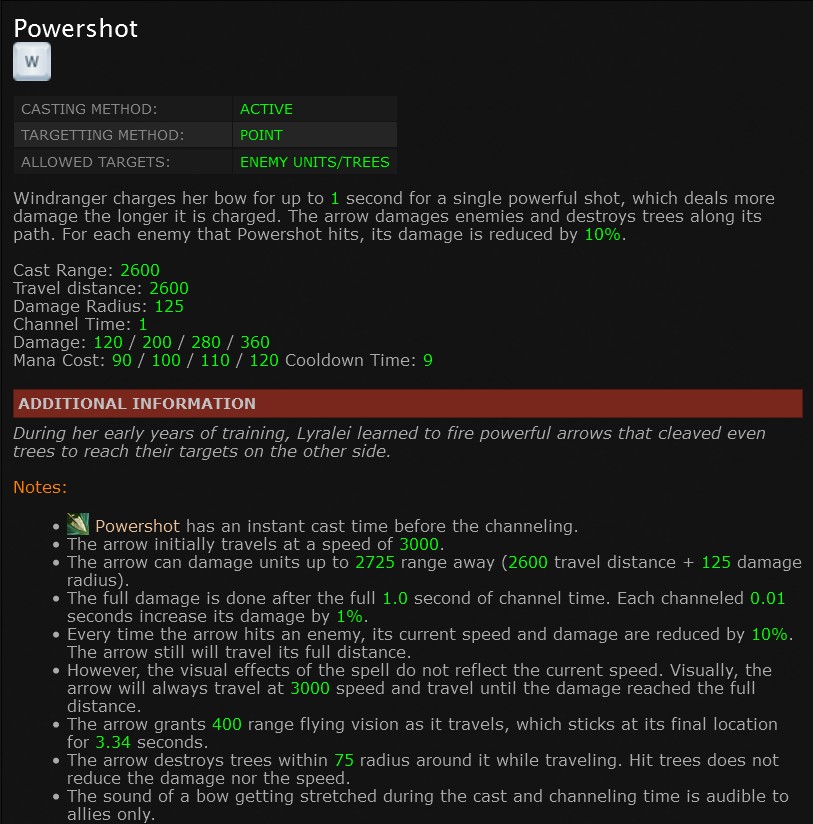 Powershot
W
CASTING METHOD: ACTIVE
TARGETTING METHOD: POINT
ALLOWED TARGETS: ENEMY UNITS/TREES
Windranger charges her bow for up to 1 second for a single powerful shot, which deals more
damage the longer it is charged. The arrow damages enemies and destroys trees along its
path. For each enemy that Powershot hits, its damage is reduced by 10%.
Cast Range: 2600
Travel distance: 2600
Damage Radius: 125
Channel Time: 1
Damage: 120 / 200 / 280 / 360
Mana Cost: 90 / 100 / 110 / 120 Cooldown Time: 9
ADDITIONAL INFORMATION
During her early years of training, Lyralei learned to fire powerful arrows that cleaved even
trees to reach their targets on the other side.
Notes:
• Powershot has an instant cast time before the channeling.
• The arrow initially travels at a speed of 3000.
• The arrow can damage units up to 2725 range away (2600 travel distance + 125 damage
radius).
• The full damage is done after the full 1.0 second of channel time. Each channeled 0.01
seconds increase its damage by 1%.
• Every time the arrow hits an enemy, its current speed and damage are reduced by 10%.
The arrow still will travel its full distance.
• However, the visual effects of the spell do not reflect the current speed. Visually, the
arrow will always travel at 3000 speed and travel until the damage reached the full
distance.
• The arrow grants 400 range flying vision as it travels, which sticks at its final location
for 3.34 seconds.
• The arrow destroys trees within 75 radius around it while traveling. Hit trees does not
reduce the damage nor the speed.
• The sound of a bow getting stretched during the cast and channeling time is audible to
allies only.